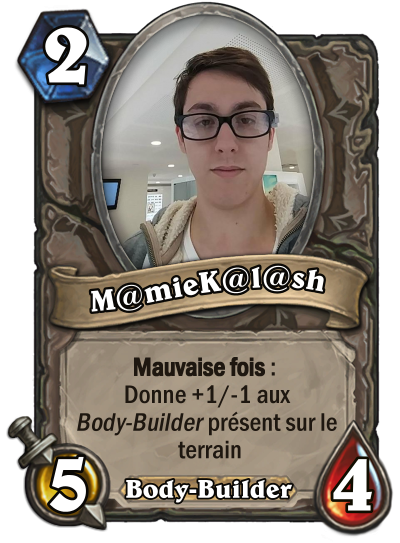 2
M@mieK@l@sh
Mauvaise fois :
Donne +1/-1 aux
Body-Builder présent sur le
terrain
5
Body-Builder
4